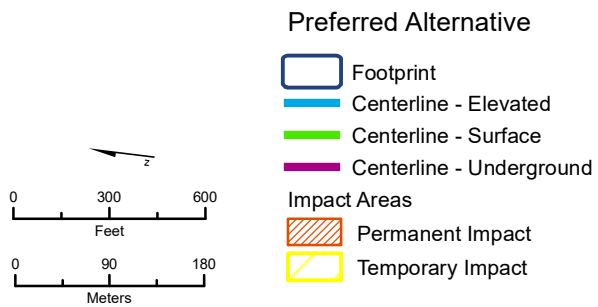 Preferred Alternative
Footprint
Centerline - Elevated
Centerline - Surface
Centerline - Underground
Impact Areas
Permanent Impact
Temporary Impact
z
0 300 600
Feet
0 90 180
Meters